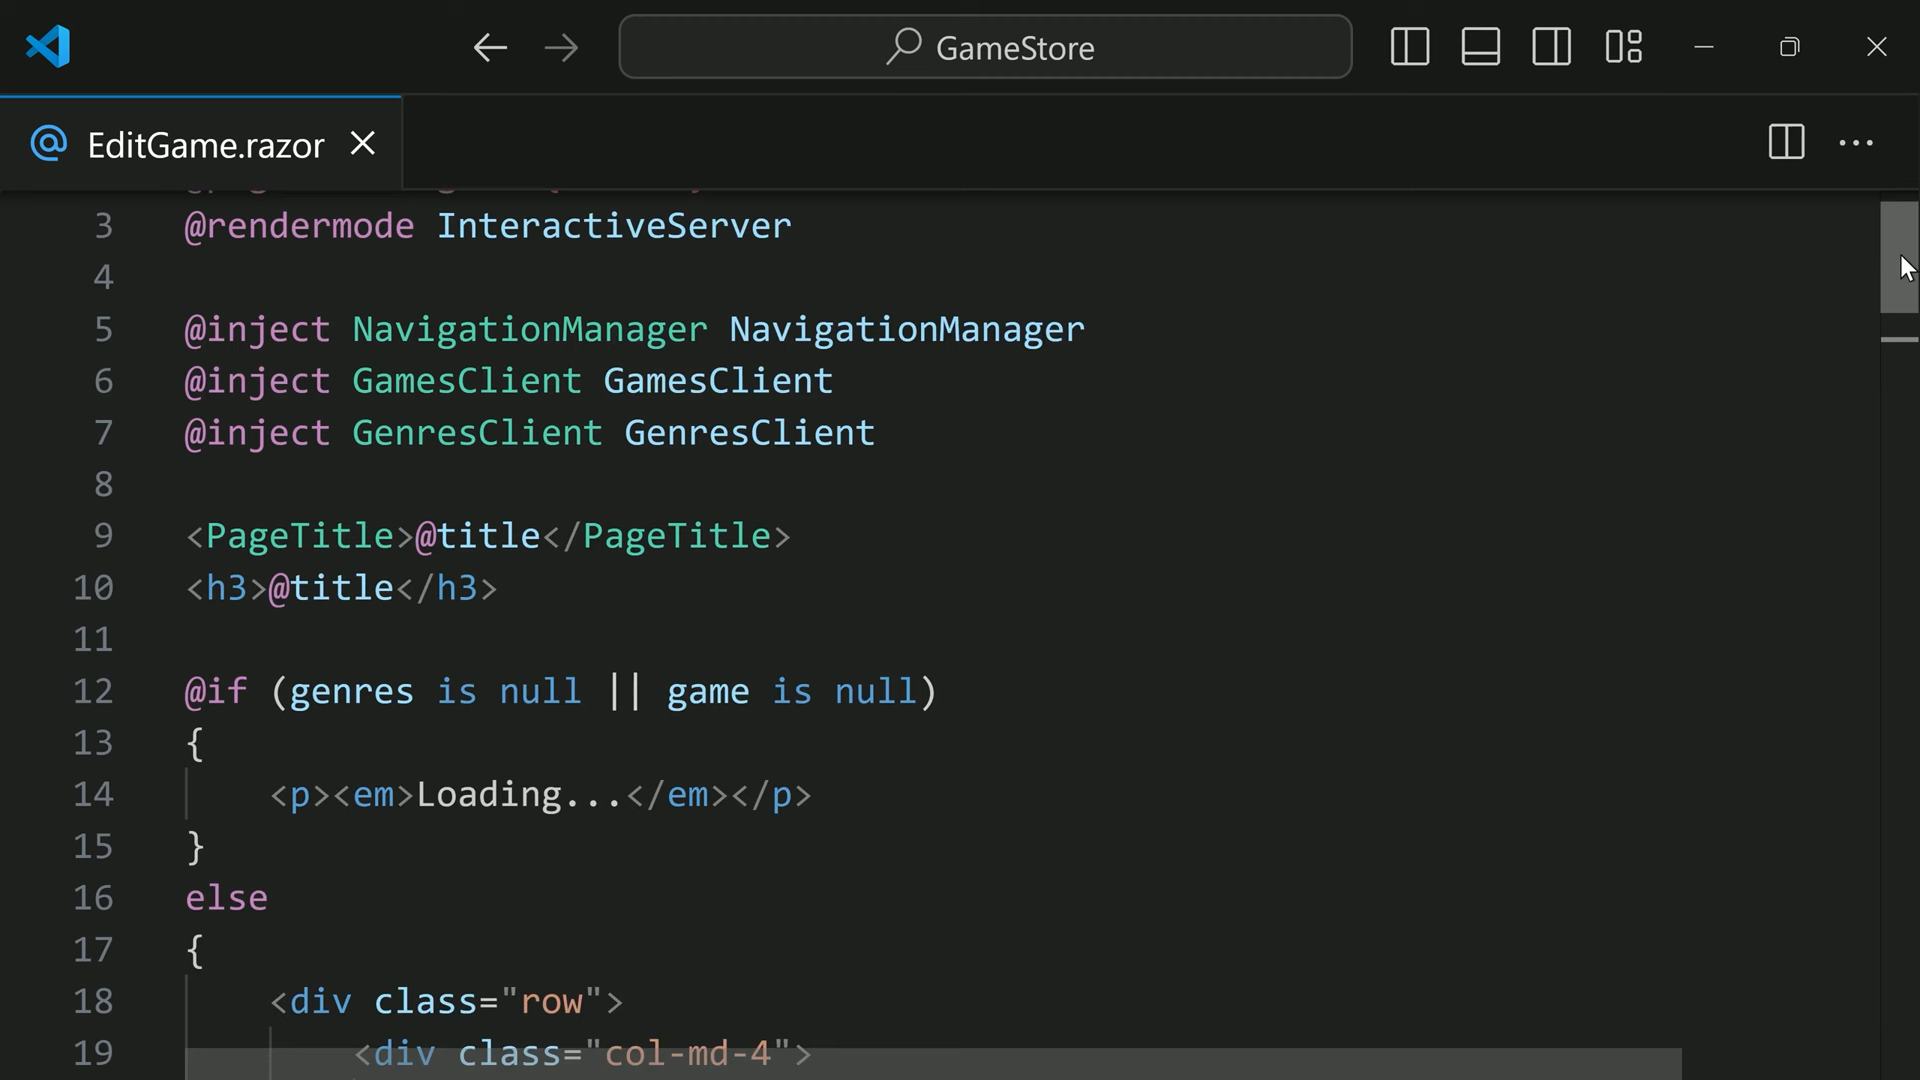 GameStore
EditGame.razor
3 @rendermode InteractiveServer
4
5 @inject NavigationManager NavigationManager
6 @inject GamesClient GamesClient
7 @inject GenresClient GenresClient
8
9 <PageTitle>@title</PageTitle>
10 <h3>@title</h3>
11
12 @if (genres is null || game is null)
13 {
14 <p><em>Loading...</em></p>
15 }
16 else
17 {
18 <div class="row">
19 <div class="col-md-4">